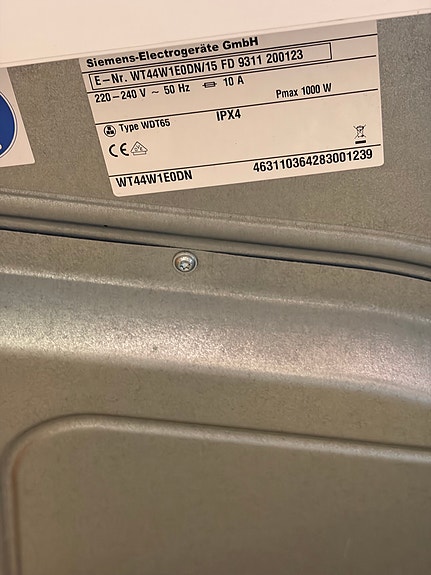 Siemens-Electrogeräte GmbH
E-Nr. WT44W1E0DN/15 FD 9311 200123
220-240 V ~ 50 Hz 10 A
Pmax 1000 W
Type WDT65 IPX4
CE
WT44W1E0DN 463110364283001239